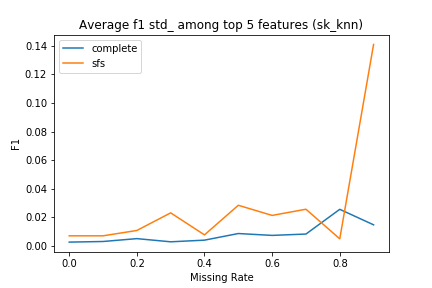 Average f1 std_ among top 5 features (sk_knn)
complete
sfs
0.14
0.12
0.10
0.08
0.06
0.04
0.02
0.00
F1
0.0 0.2 0.4 0.6 0.8
Missing Rate